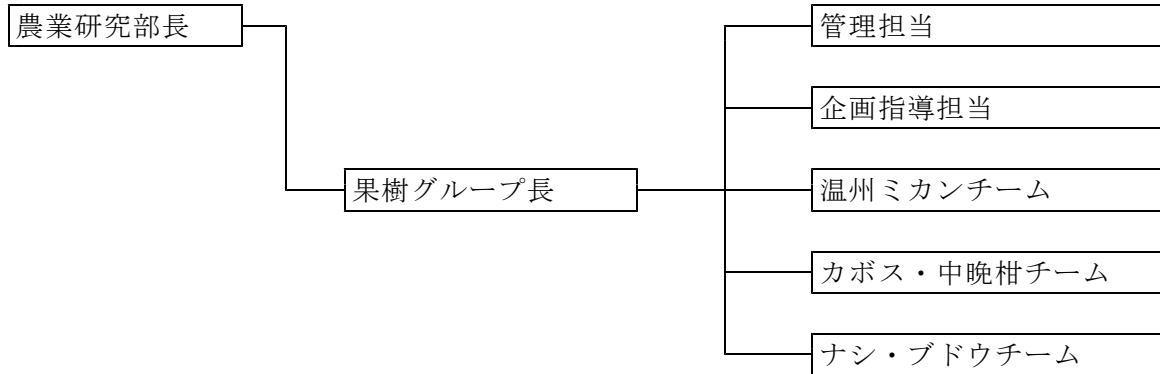 農業研究部長
管理担当
企画指導担当
果樹グループ長
温州ミカンチーム
カボス・中晩柑チーム
ナシ・ブドウチーム